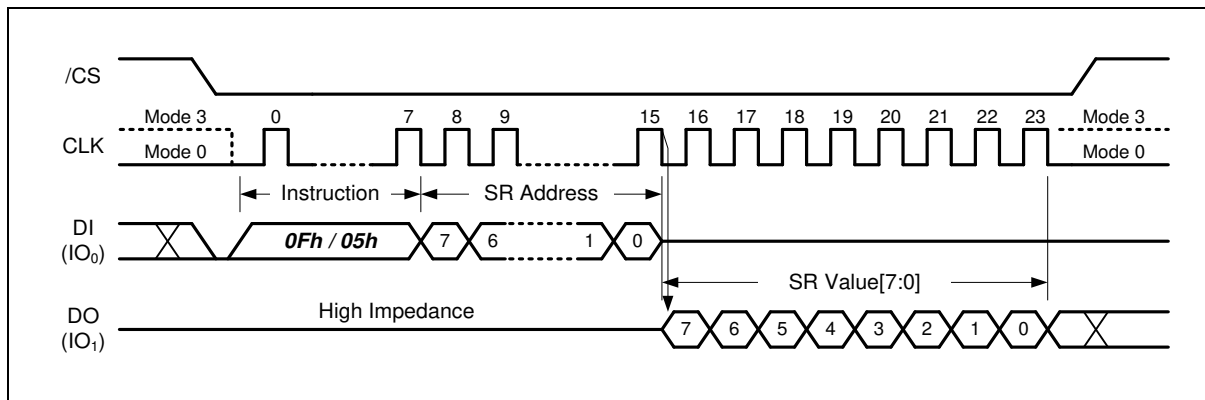 /CS
Mode 3 0 7 8 9 15 16 17 18 19 20 21 22 23 Mode 3
CLK
Mode 0 Mode 0
Instruction SR Address
DI
(IO0)
0Fh / 05h 7 6 1 0
SR Value[7:0]
High Impedance
DO
(IO1)
7 6 5 4 3 2 1 0